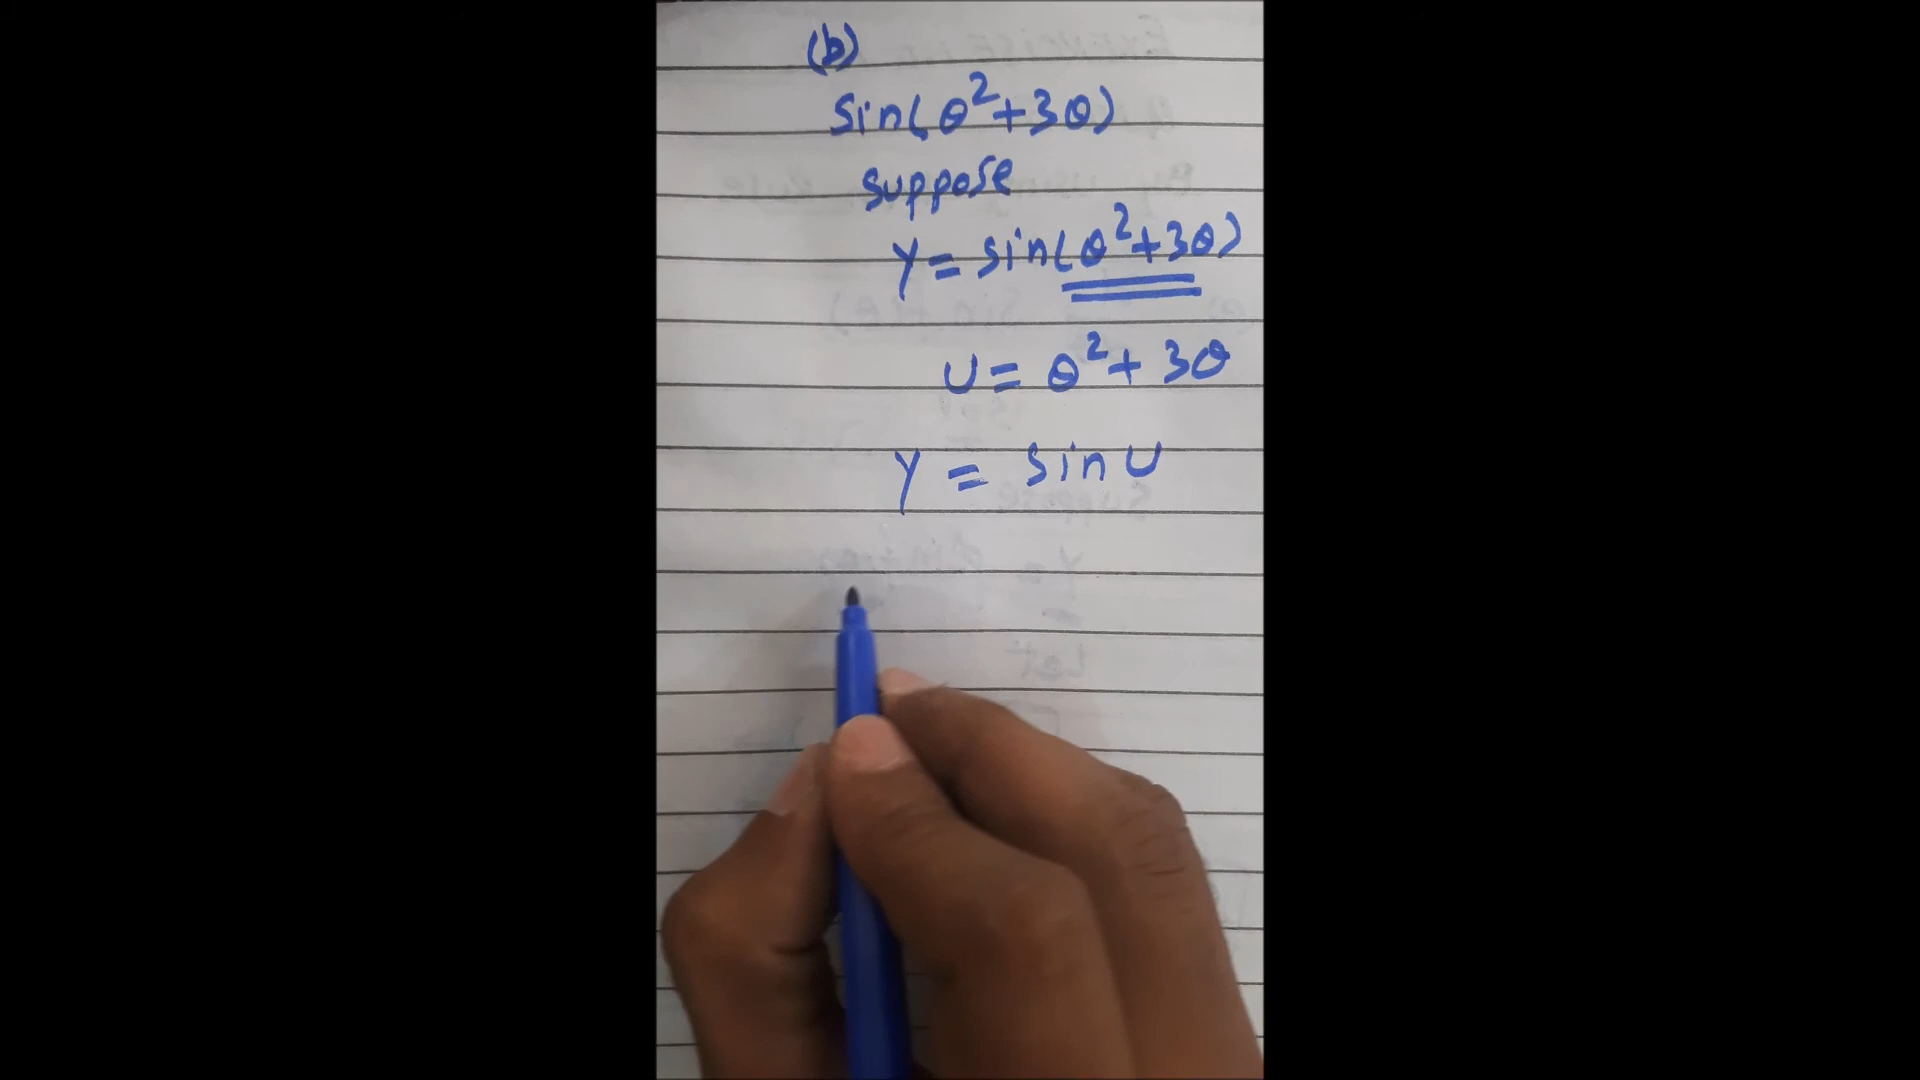 (b)
Sin(θ²+3θ)
suppose
Y = sin(θ²+3θ)
U = θ² + 3θ
Y = sin U